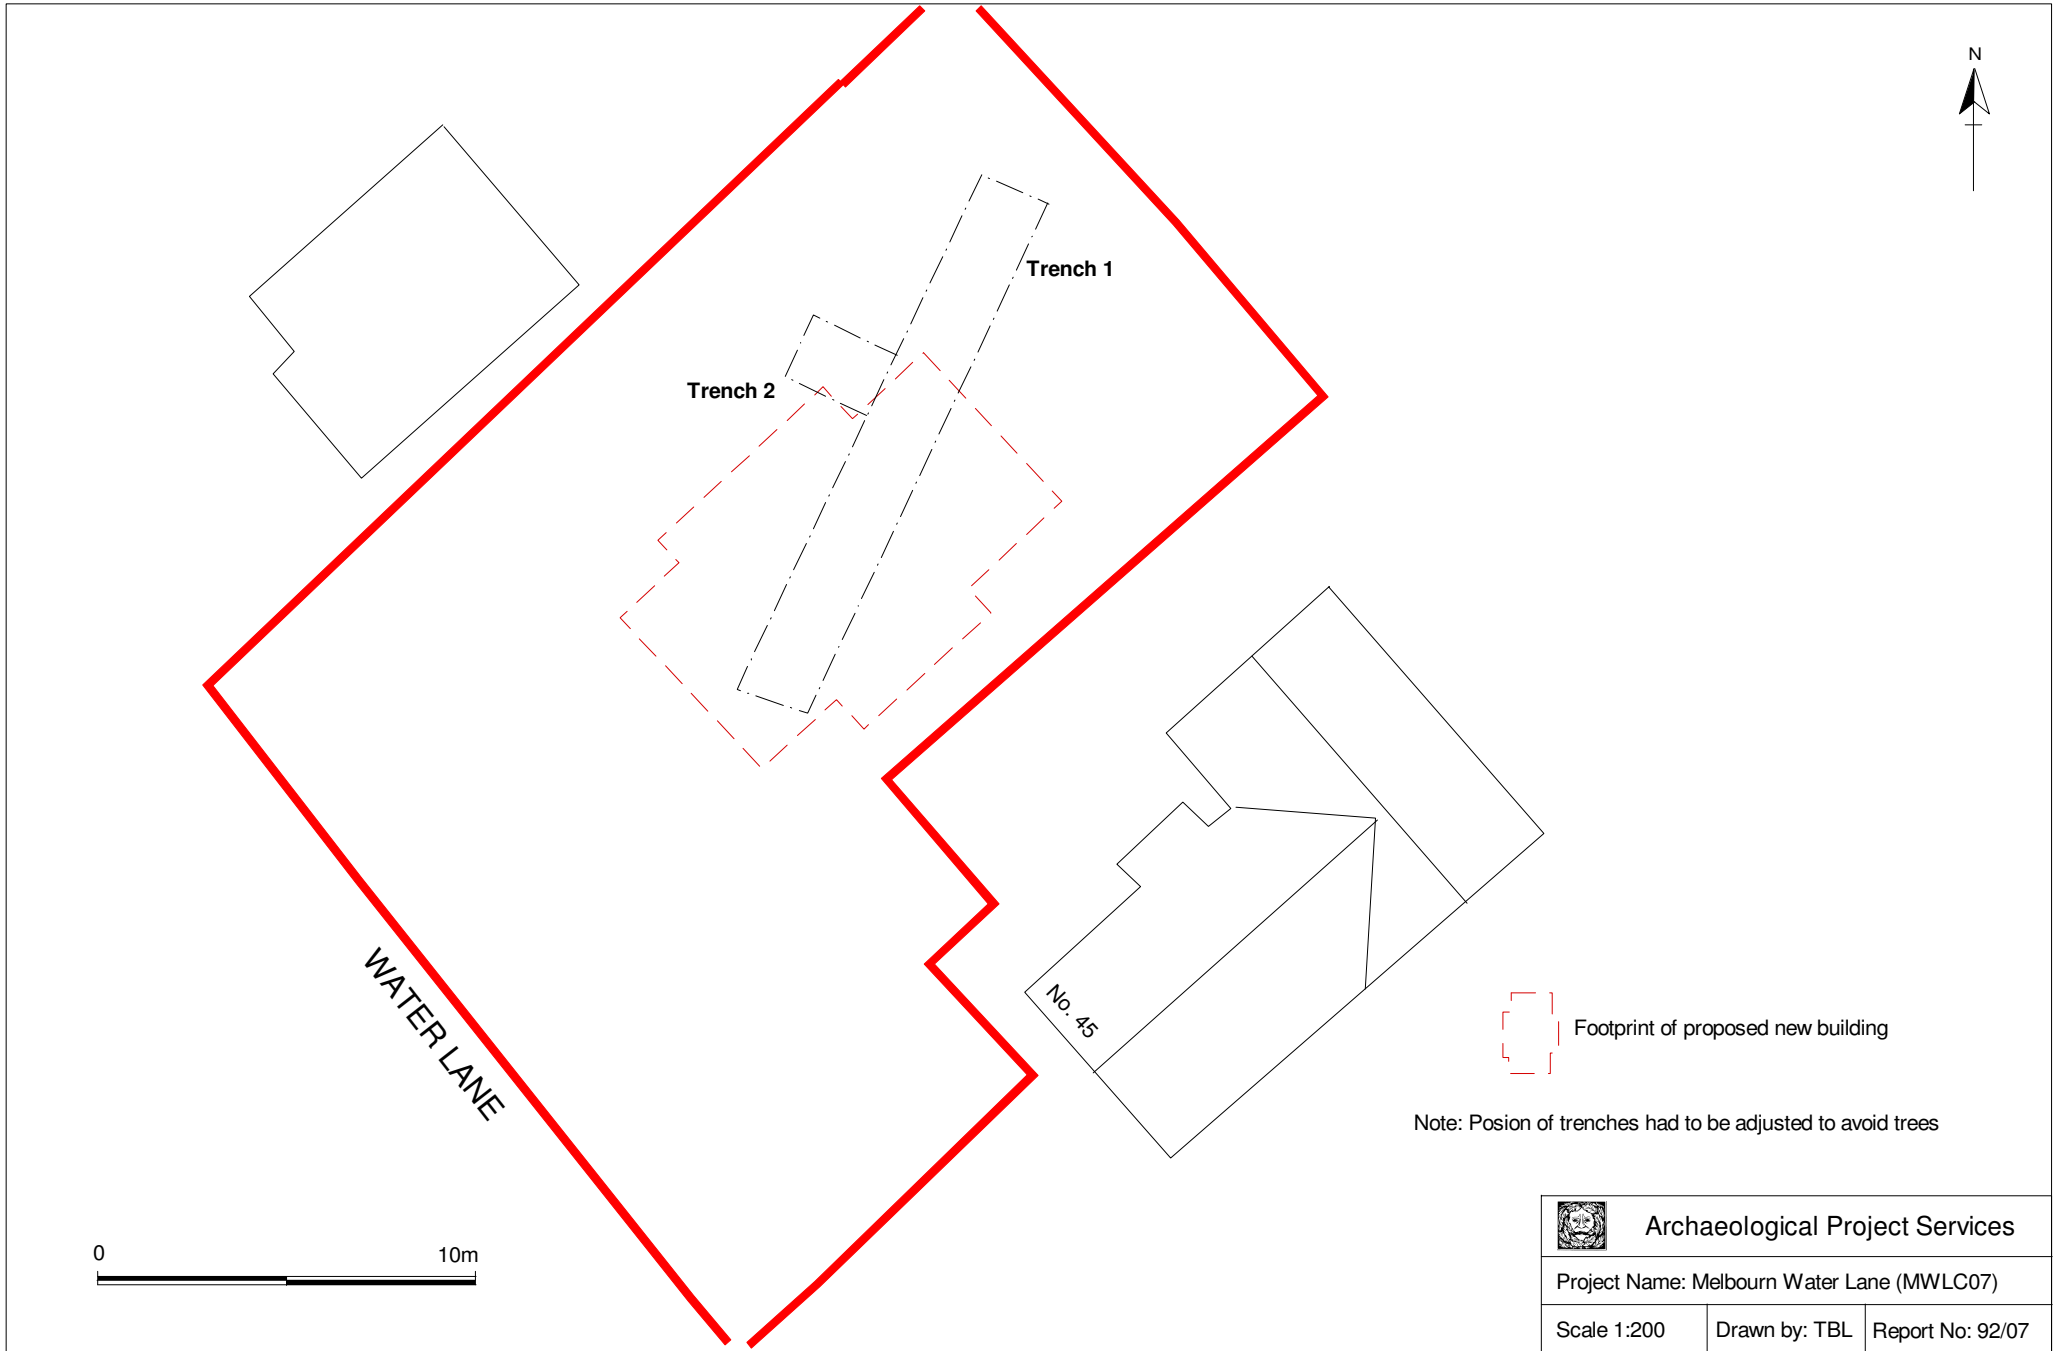 N
Trench 1
Trench 2
WATER LANE
No. 45
Footprint of proposed new building
Note: Posion of trenches had to be adjusted to avoid trees
0 10m
Archaeological Project Services
Project Name: Melbourn Water Lane (MWLC07)
Scale 1:200 Drawn by: TBL Report No: 92/07